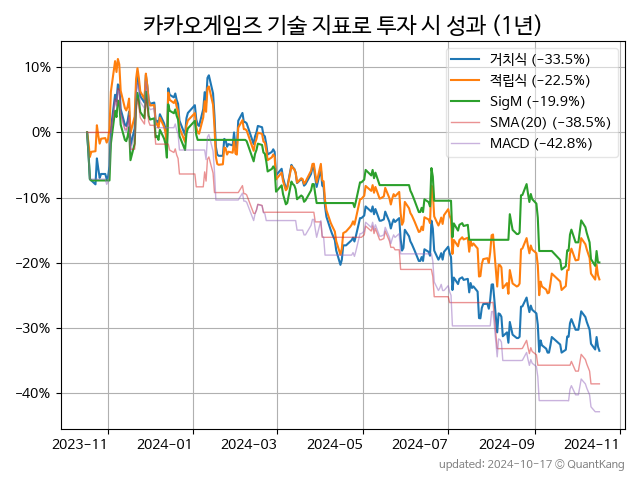 카카오게임즈 기술 지표로 투자 시 성과 (1년)
거치식 (−33.5%)
적립식 (−22.5%)
SigM (−19.9%)
SMA(20) (−38.5%)
MACD (−42.8%)
10%
0%
−10%
−20%
−30%
−40%
2023-11 2024-01 2024-03 2024-05 2024-07 2024-09 2024-11
updated: 2024-10-17 ⓒ QuantKang